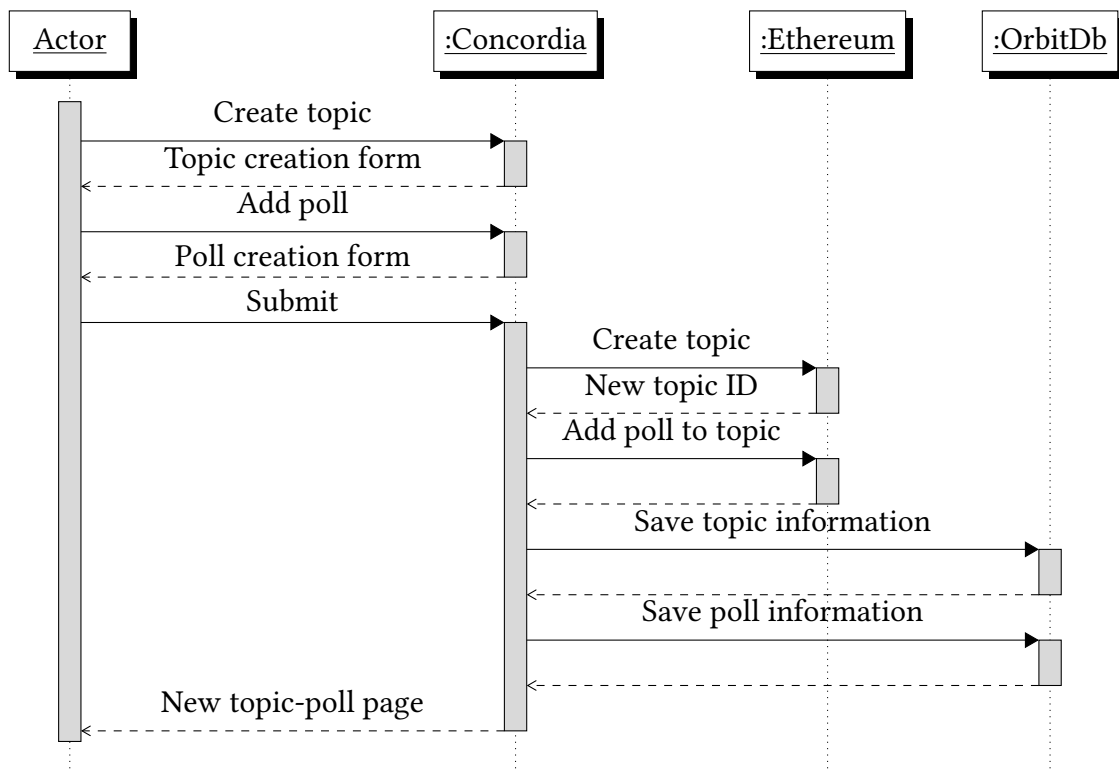 Actor
:Concordia
:Ethereum
:OrbitDb
Create topic
Topic creation form
Add poll
Poll creation form
Submit
Create topic
New topic ID
Add poll to topic
Save topic information
Save poll information
New topic-poll page